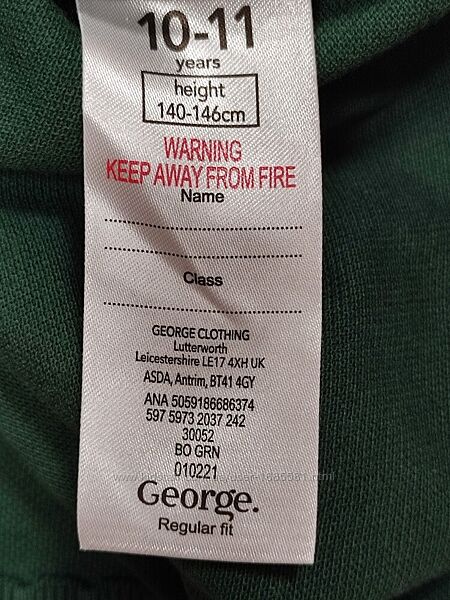 10-11
years
height
140-146cm
WARNING
KEEP AWAY FROM FIRE
Name
Class
GEORGE CLOTHING
Lutterworth
Leicestershire LE17 4XH UK
ASDA, Antrim, BT41 4GY
ANA 5059186686374
597 5973 2037 242
30052
BO GRN
010221
George.
Regular fit